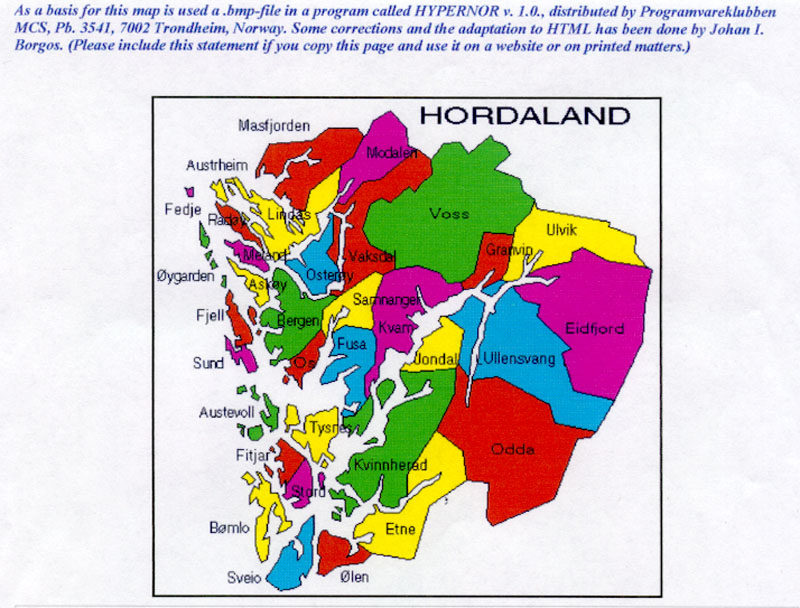 As a basis for this map is used a .bmp-file in a program called HYPERNOR v. 1.0., distributed by Programvareklubben
MCS, Pb. 3541, 7002 Trondheim, Norway. Some corrections and the adaptation to HTML has been done by Johan I.
Borgos. (Please include this statement if you copy this page and use it on a website or on printed matters.)
HORDALAND
Masfjorden
Modalen
Austrheim
Fedje
Radøy
Lindås
Voss
Ulvik
Meland
Osterøy
Vaksdal
Granvin
Øygarden
Askøy
Samnanger
Fjell
Bergen
Kvam
Eidfjord
Fusa
Sund
Os
Jondal
Ullensvang
Austevoll
Tysnes
Fitjar
Kvinnherad
Odda
Stord
Bømlo
Etne
Sveio
Ølen